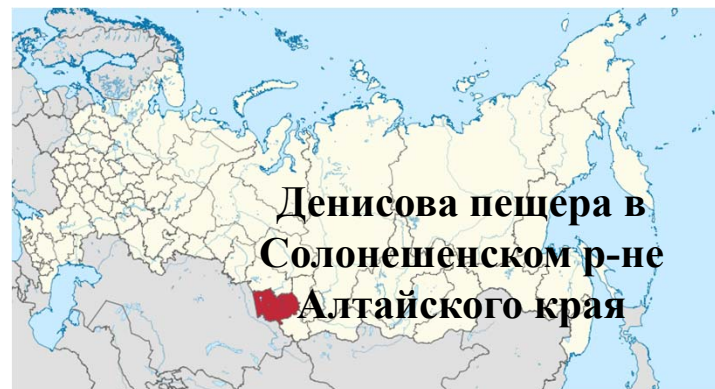 Денисова пещера в
Солонешенском р-не
Алтайского края